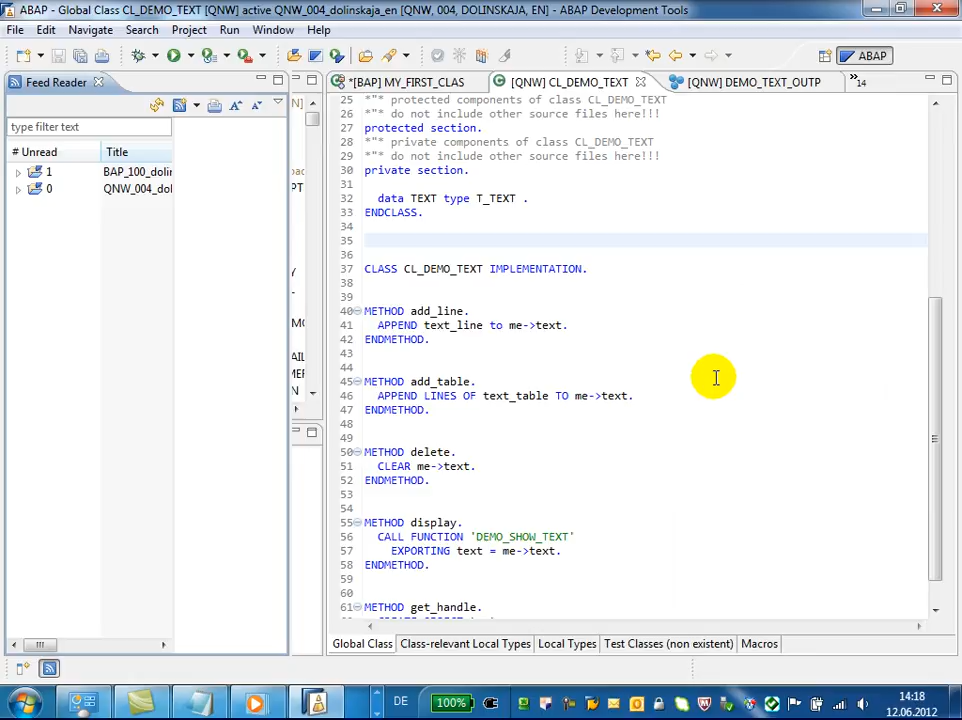 ABAP - Global Class CL_DEMO_TEXT [QNW] active QNW_004_dolinskaja_en [QNW, 004, DOLINSKAJA, EN] - ABAP Development Tools
File Edit Navigate Search Project Run Window Help
ABAP
Feed Reader
*[BAP] MY_FIRST_CLAS
[QNW] CL_DEMO_TEXT
[QNW] DEMO_TEXT_OUTP
14
type filter text
# Unread Title
1 BAP_100_dolin
0 QNW_004_dol
25 *"* protected components of class CL_DEMO_TEXT
26 *"* do not include other source files here!!!
27 protected section.
28 *"* private components of class CL_DEMO_TEXT
29 *"* do not include other source files here!!!
30 private section.
31
32 data TEXT type T_TEXT .
33 ENDCLASS.
34
35
36
37 CLASS CL_DEMO_TEXT IMPLEMENTATION.
38
39
40 METHOD add_line.
41 APPEND text_line to me->text.
42 ENDMETHOD.
43
44
45 METHOD add_table.
46 APPEND LINES OF text_table TO me->text.
47 ENDMETHOD.
48
49
50 METHOD delete.
51 CLEAR me->text.
52 ENDMETHOD.
53
54
55 METHOD display.
56 CALL FUNCTION 'DEMO_SHOW_TEXT'
57 EXPORTING text = me->text.
58 ENDMETHOD.
59
60
61 METHOD get_handle.
Global Class Class-relevant Local Types Local Types Test Classes (non existent) Macros
DE
100%
14:18
12.06.2012